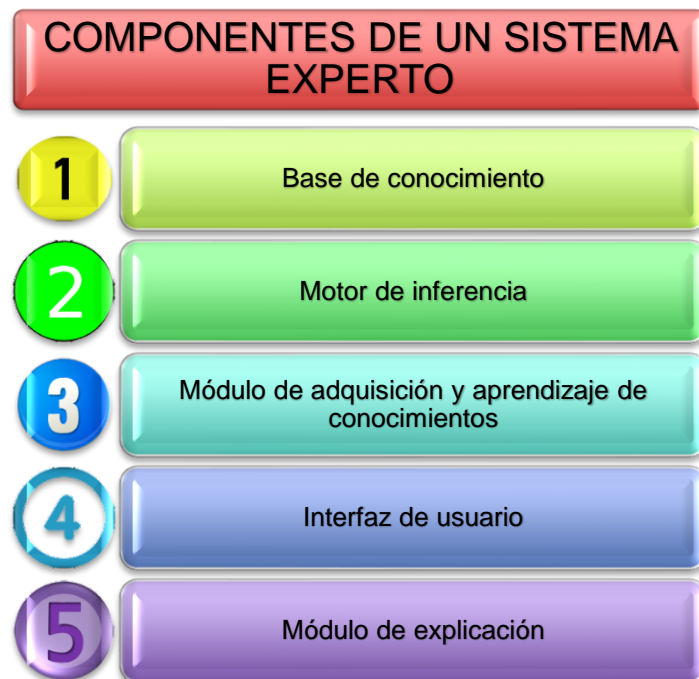 COMPONENTES DE UN SISTEMA
EXPERTO
1
Base de conocimiento
2
Motor de inferencia
3
Módulo de adquisición y aprendizaje de
conocimientos
4
Interfaz de usuario
5
Módulo de explicación